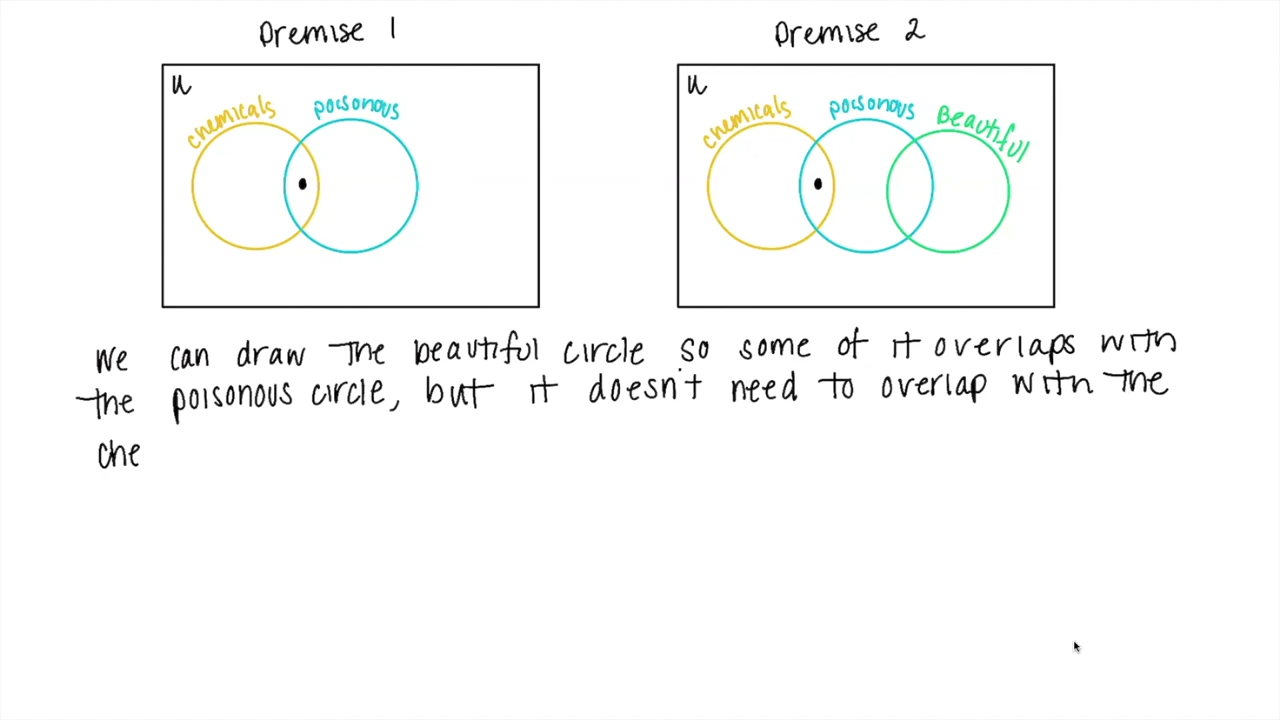 Premise 1
Premise 2
U
chemicals
poisonous
U
chemicals
poisonous
Beautiful
We can draw the beautiful circle so some of it overlaps with
the poisonous circle, but it doesn't need to overlap with the
che